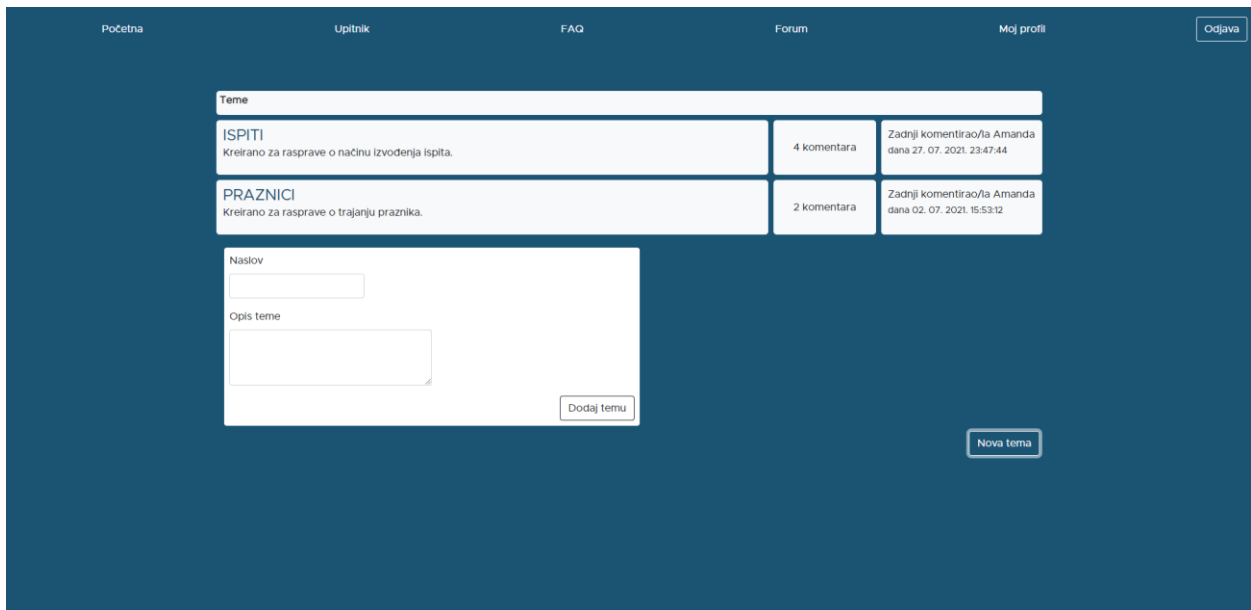 Početna Upitnik FAQ Forum Moj profil Odjava
Teme
ISPITI
Kreirano za rasprave o načinu izvođenja ispita.
4 komentara
Zadnji komentirao/la Amanda
dana 27. 07. 2021. 23:47:44
PRAZNICI
Kreirano za rasprave o trajanju praznika.
2 komentara
Zadnji komentirao/la Amanda
dana 02. 07. 2021. 15:53:12
Naslov
Opis teme
Dodaj temu
Nova tema